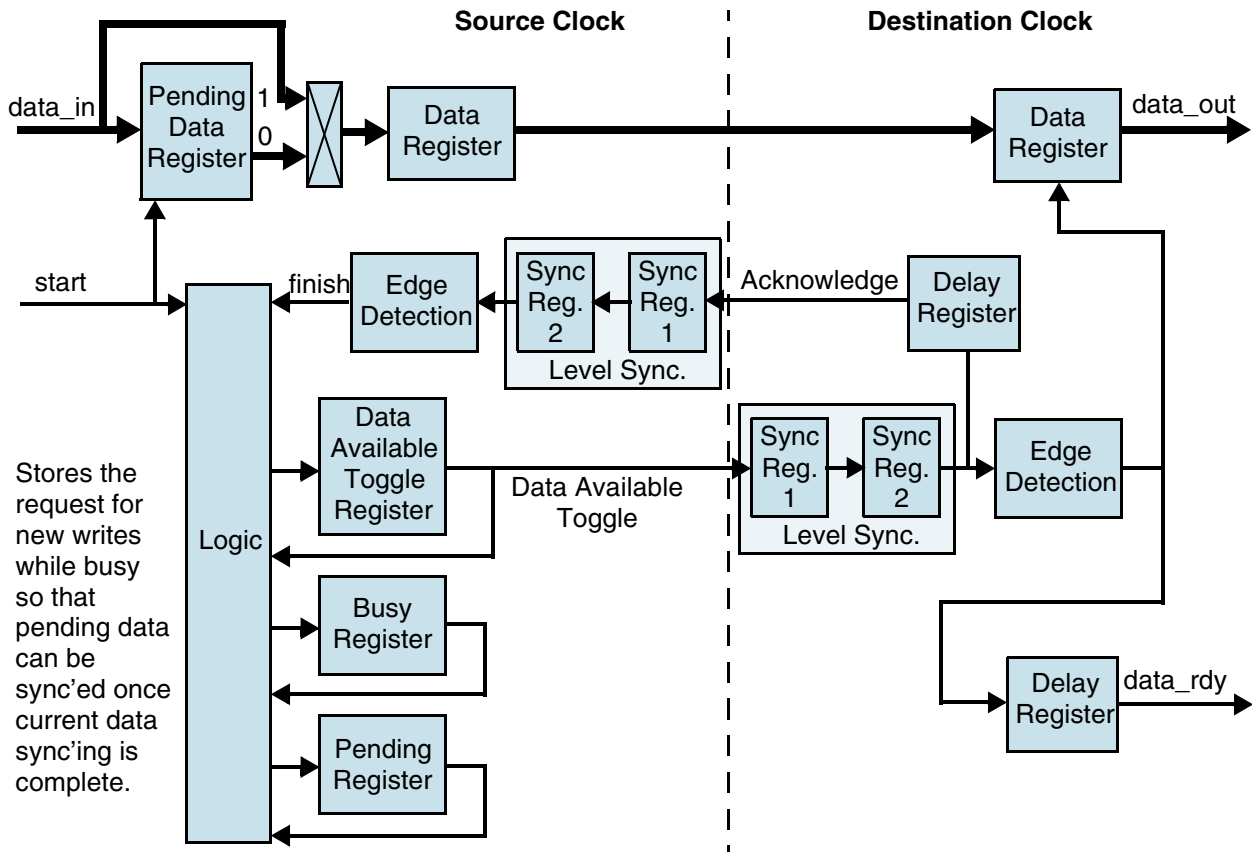 Source Clock
Destination Clock
data_in
Pending
Data
Register
1
0
Data
Register
Data
Register
data_out
start
finish
Edge
Detection
Sync
Reg.
2
Sync
Reg.
1
Level Sync.
Acknowledge
Delay
Register
Stores the
request for
new writes
while busy
so that
pending data
can be
sync'ed once
current data
sync'ing is
complete.
Logic
Data
Available
Toggle
Register
Data Available
Toggle
Sync
Reg.
1
Sync
Reg.
2
Level Sync.
Edge
Detection
Busy
Register
Pending
Register
Delay
Register
data_rdy